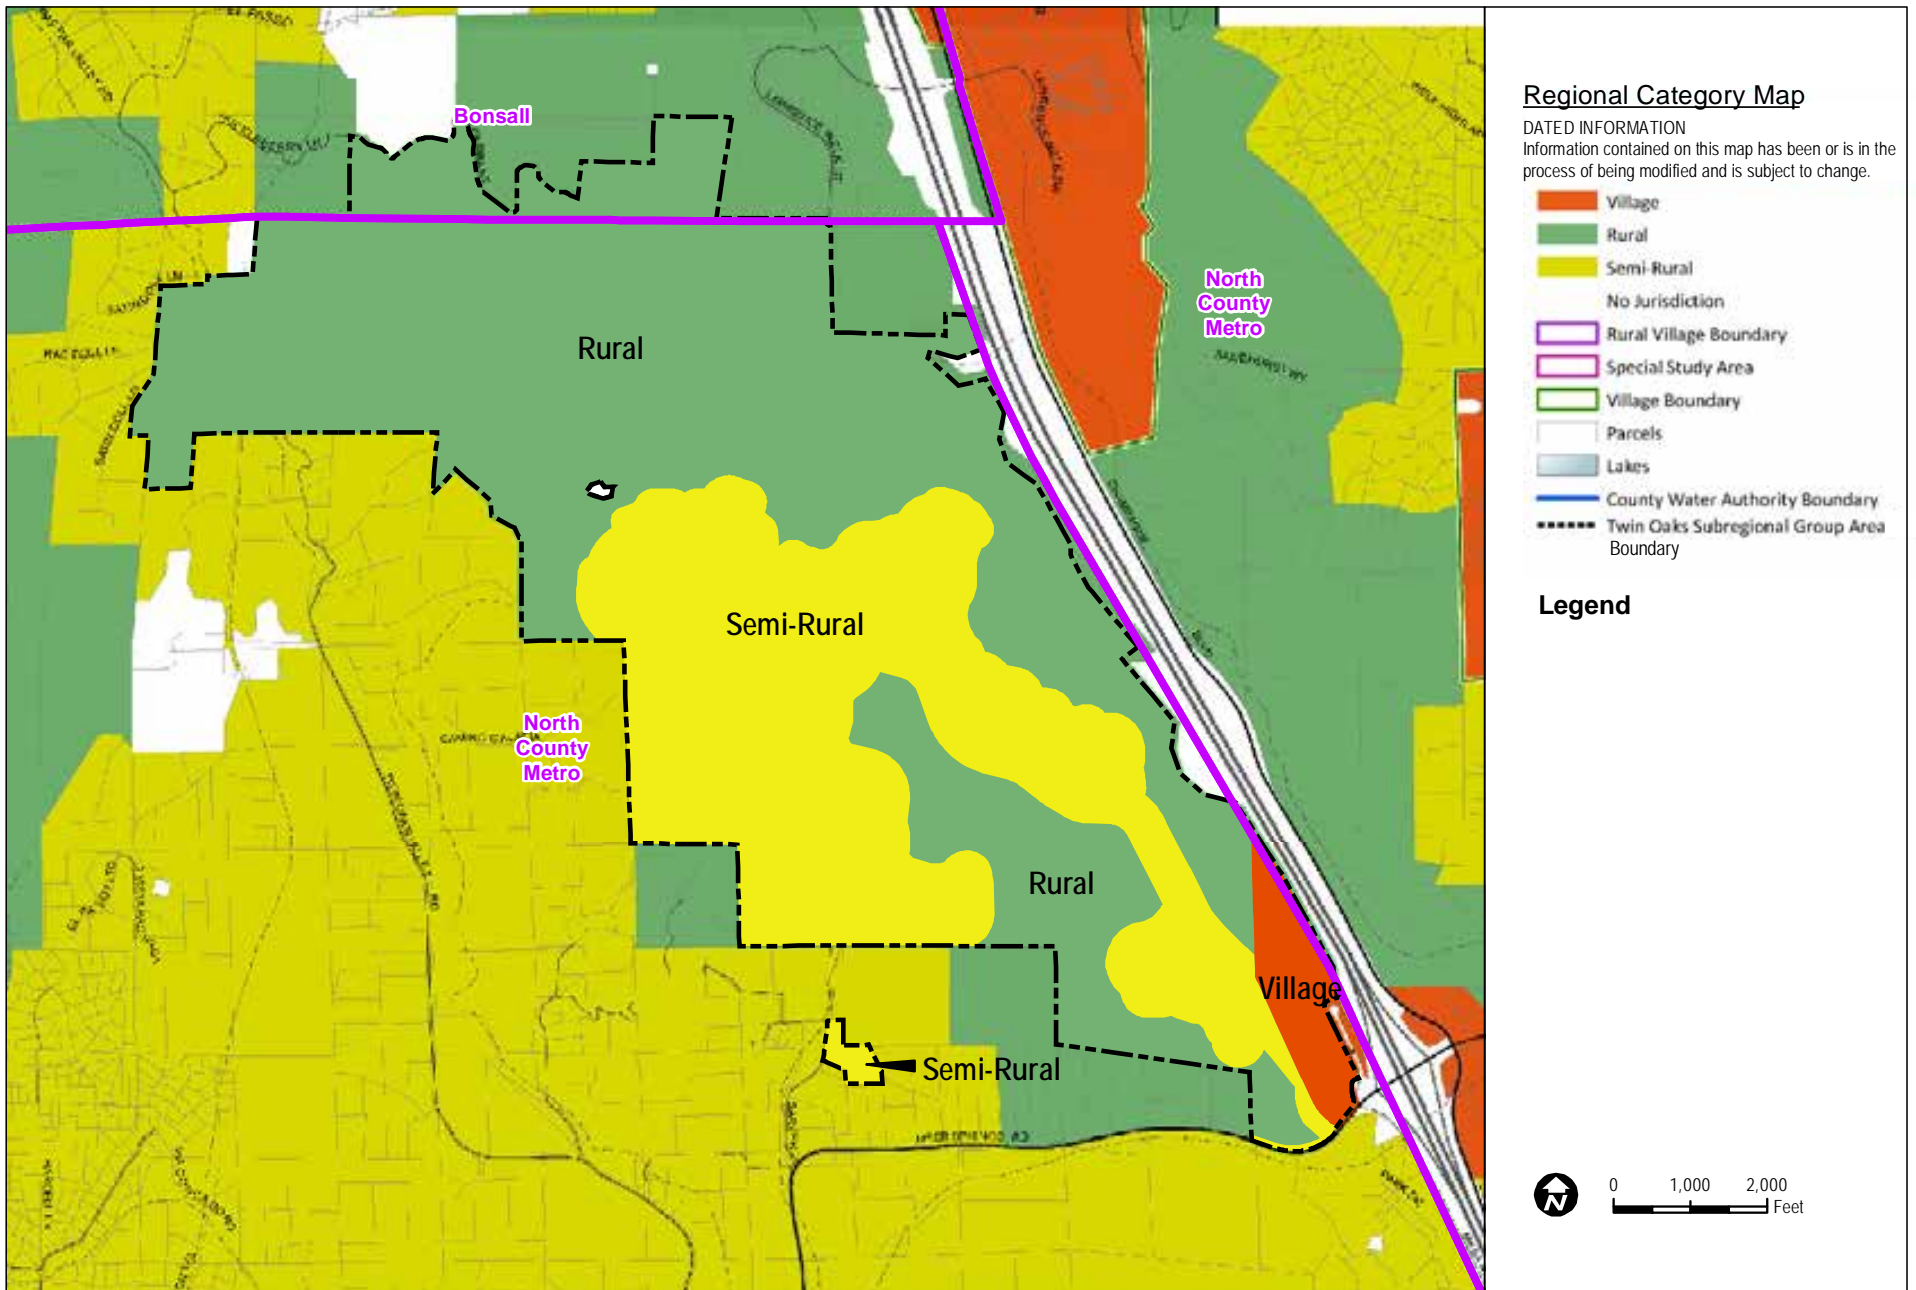 Bonsall
North
County
Metro
Rural
Semi-Rural
North
County
Metro
Rural
Village
Semi-Rural
Regional Category Map
DATED INFORMATION
Information contained on this map has been or is in the
process of being modified and is subject to change.
Village
Rural
Semi-Rural
No Jurisdiction
Rural Village Boundary
Special Study Area
Village Boundary
Parcels
Lakes
County Water Authority Boundary
Twin Oaks Subregional Group Area
Boundary
Legend
N
0 1,000 2,000
Feet